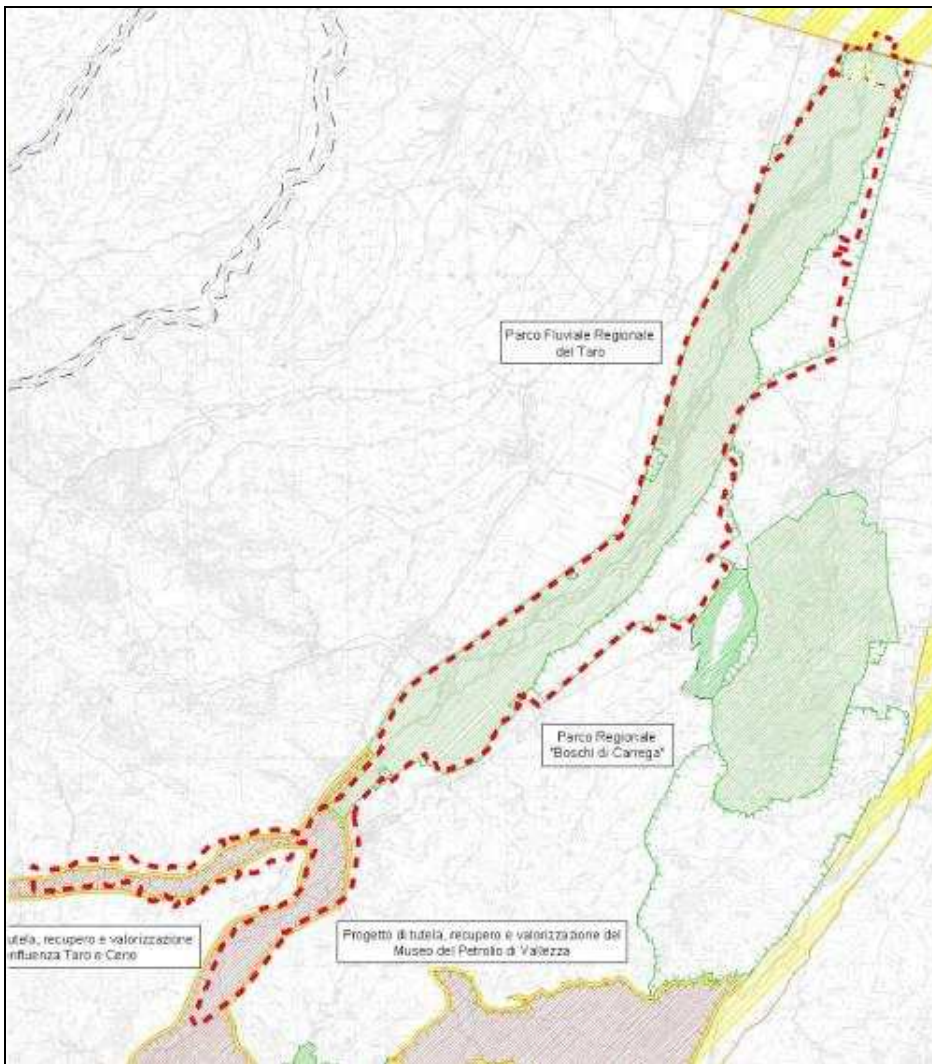 Parco Fluviale Regionale
del Taro
Parco Regionale
"Boschi di Carrega"
Progetto di tutela, recupero e valorizzazione del
Museo del Petrolio di Vallezza
utela, recupero e valorizzazione
nfluenza Taro e Ceno